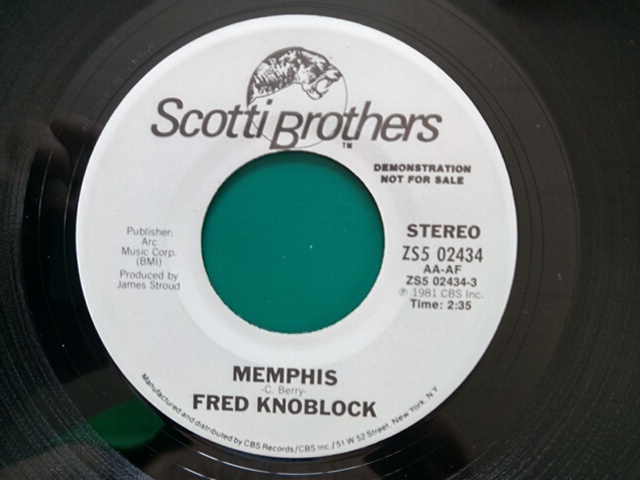 Scotti Brothers
TM
DEMONSTRATION
NOT FOR SALE
Publisher:
Arc
Music Corp.
(BMI)
Produced by
James Stroud
STEREO
ZS5 02434
AA-AF
ZS5 02434-3
℗ 1981 CBS Inc.
Time: 2:35
MEMPHIS
-C. Berry-
FRED KNOBLOCK
Manufactured and distributed by CBS Records/CBS Inc./51 W 52 Street, New York, N.Y.